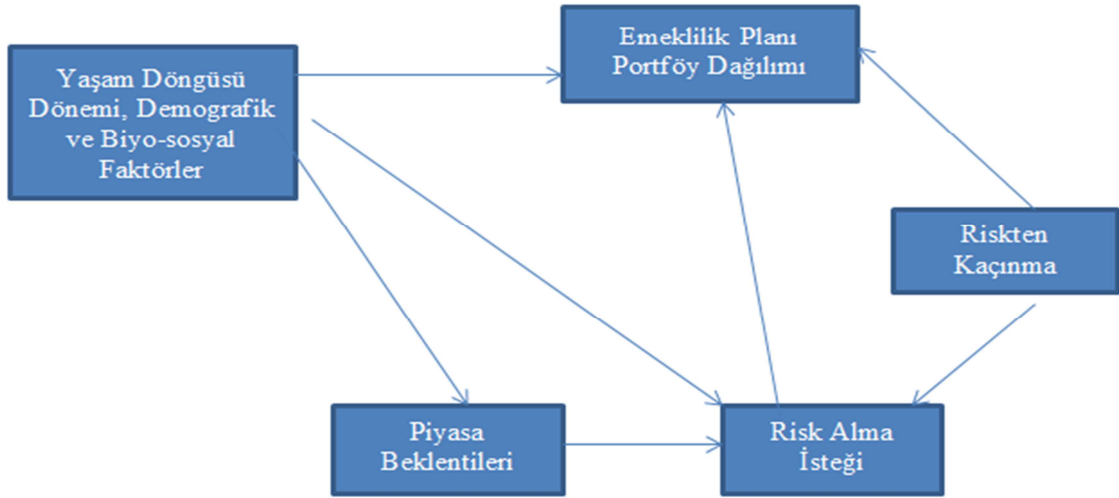 Yaşam Döngüsü
Dönemi, Demografik
ve Biyo-sosyal
Faktörler
Emeklilik Planı
Portföy Dağılımı
Riskten
Kaçınma
Piyasa
Beklentileri
Risk Alma
İsteği